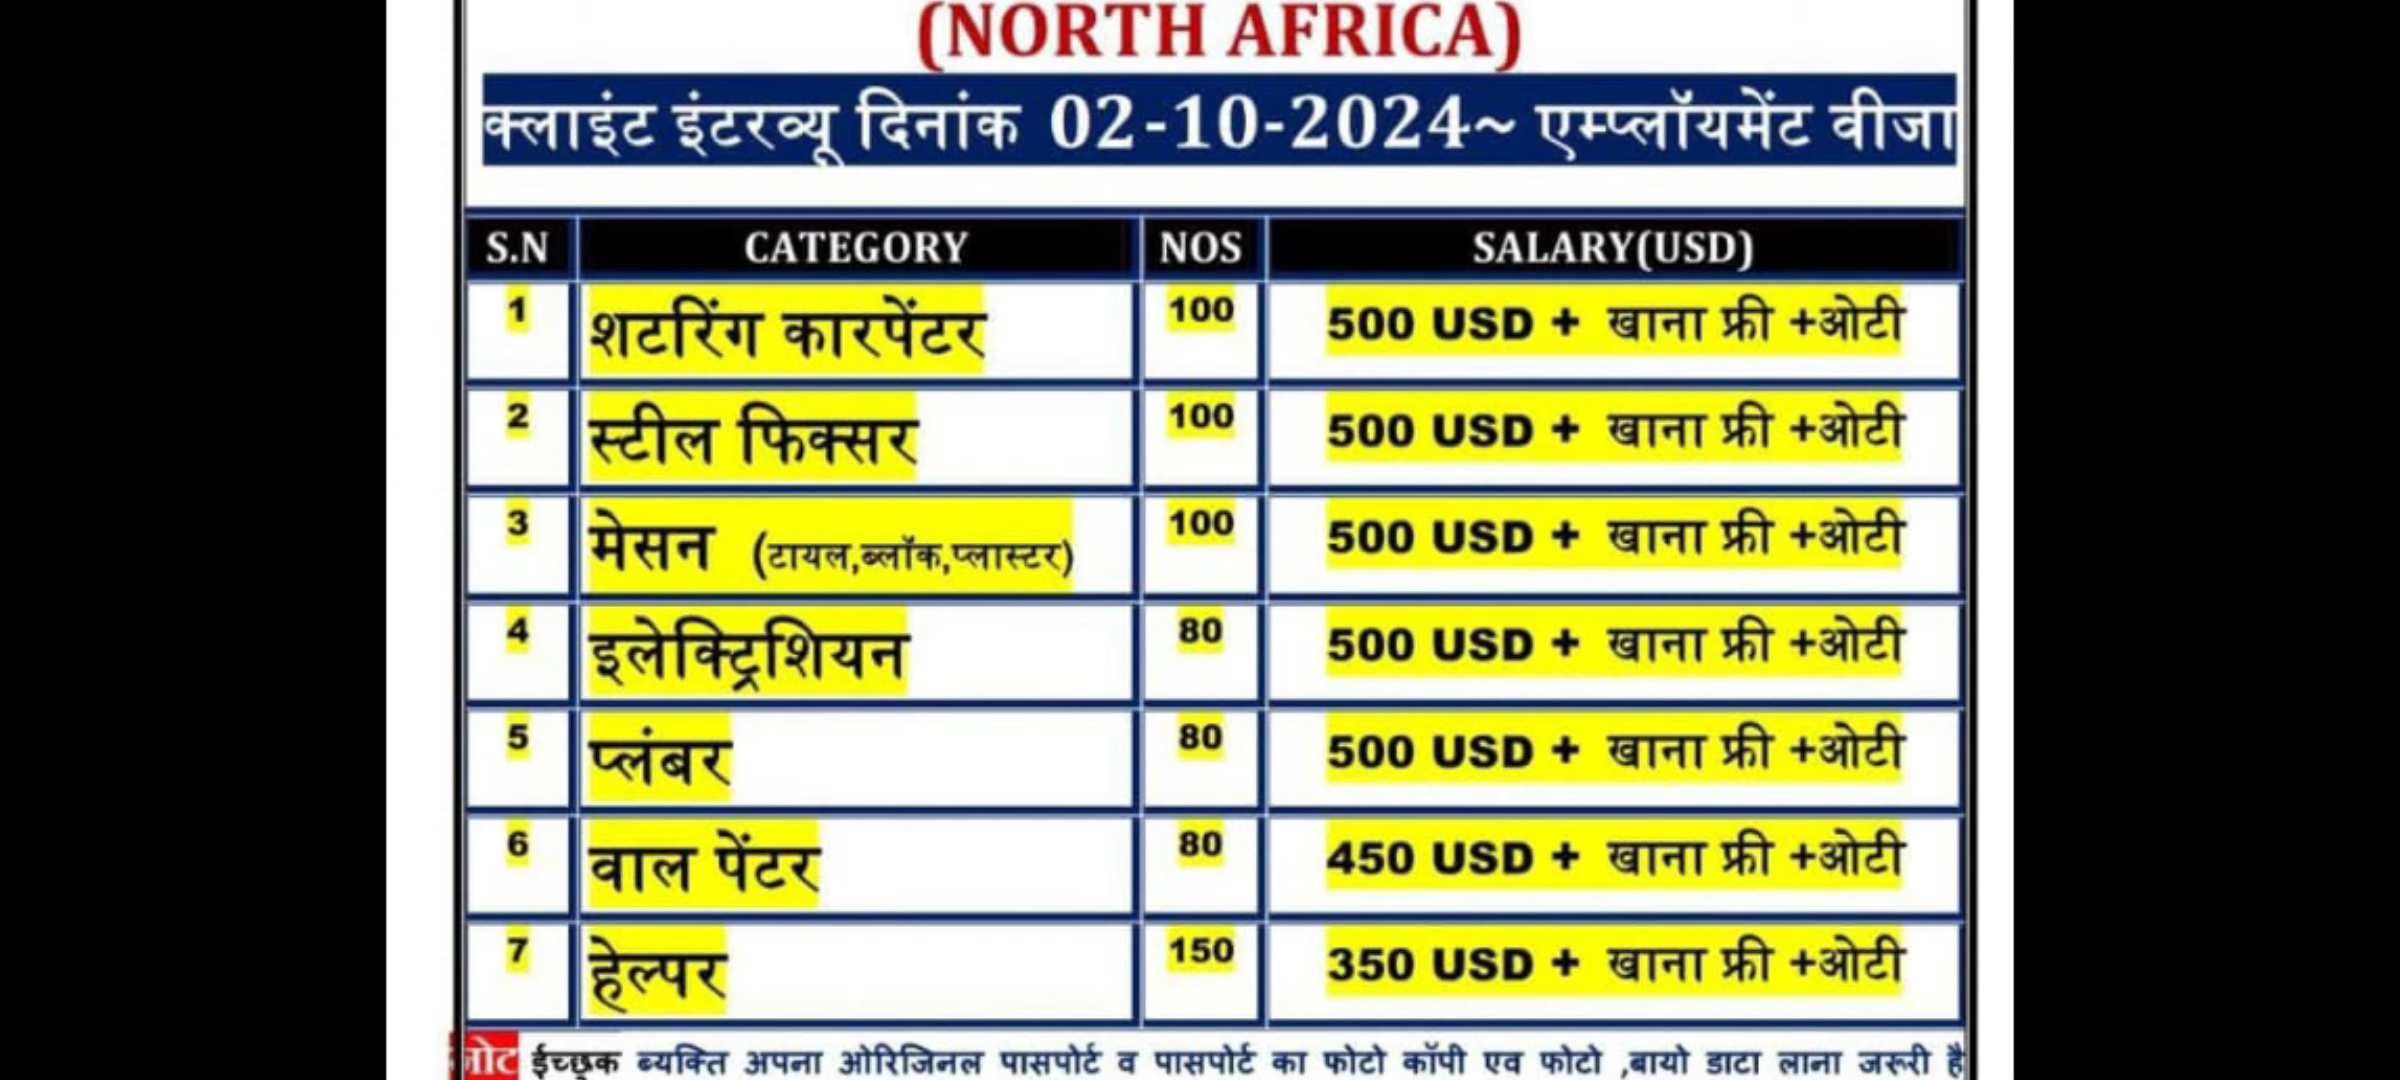 (NORTH AFRICA)
क्लाइंट इंटरव्यू दिनांक 02-10-2024~ एम्प्लॉयमेंट वीजा
S.N CATEGORY NOS SALARY(USD)
1 शटरिंग कारपेंटर 100 500 USD + खाना फ्री +ओटी
2 स्टील फिक्सर 100 500 USD + खाना फ्री +ओटी
3 मेसन (टायल,ब्लॉक,प्लास्टर) 100 500 USD + खाना फ्री +ओटी
4 इलेक्ट्रिशियन 80 500 USD + खाना फ्री +ओटी
5 प्लंबर 80 500 USD + खाना फ्री +ओटी
6 वाल पेंटर 80 450 USD + खाना फ्री +ओटी
7 हेल्पर 150 350 USD + खाना फ्री +ओटी
नोट ईच्छुक ब्यक्ति अपना ओरिजिनल पासपोर्ट व पासपोर्ट का फोटो कॉपी एव फोटो ,बायो डाटा लाना जरूरी है